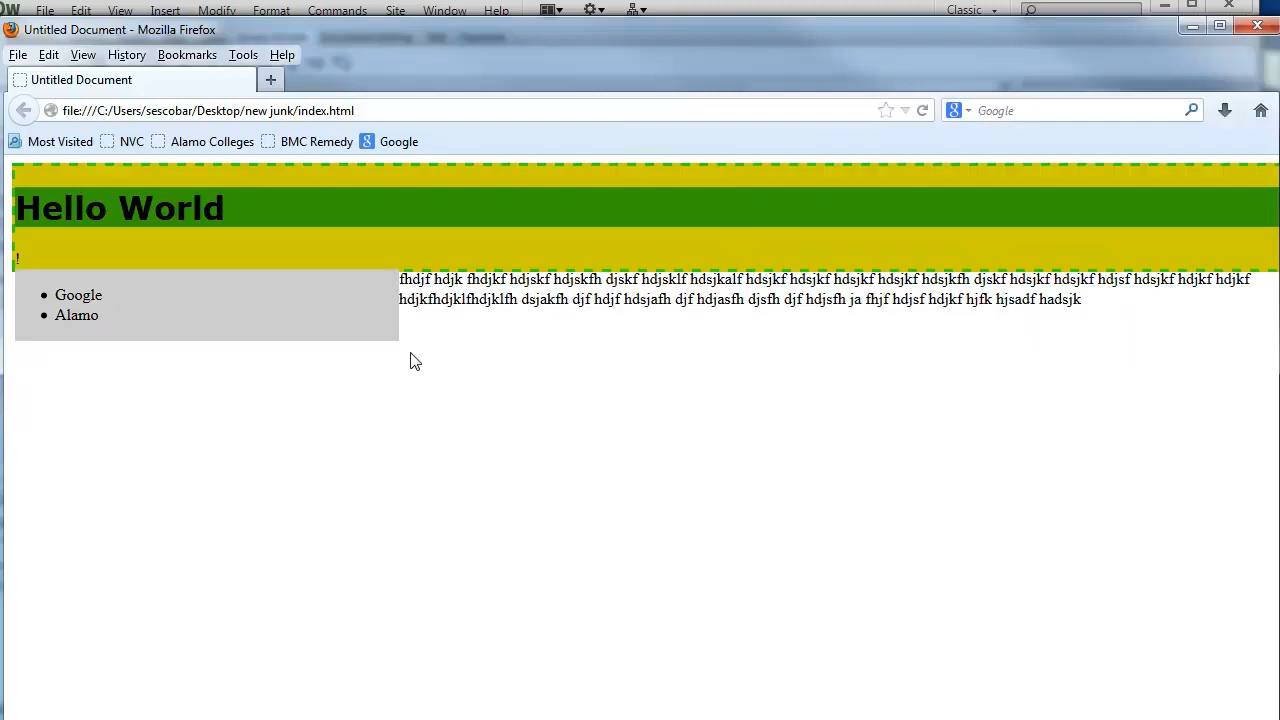 File Edit View Insert Modify Format Commands Site Window Help Classic
Untitled Document - Mozilla Firefox
File Edit View History Bookmarks Tools Help
Untitled Document +
file:///C:/Users/sescobar/Desktop/new junk/index.html Google
Most Visited NVC Alamo Colleges BMC Remedy Google
Hello World
!
fhdjf hdjk fhdjkf hdjskf hdjskfh djskf hdjsklf hdsjkalf hdsjkf hdsjkf hdsjkf hdsjkf hdsjkfh djskf hdsjkf hdsjkf hdjsf hdsjkf hdjkf hdjkf
hdjkfhdjklfhdjklfh dsjakfh djf hdjf hdsjafh djf hdjasfh djsfh djf hdjsfh ja fhjf hdjsf hdjkf hjfk hjsadf hadsjk
Google
Alamo